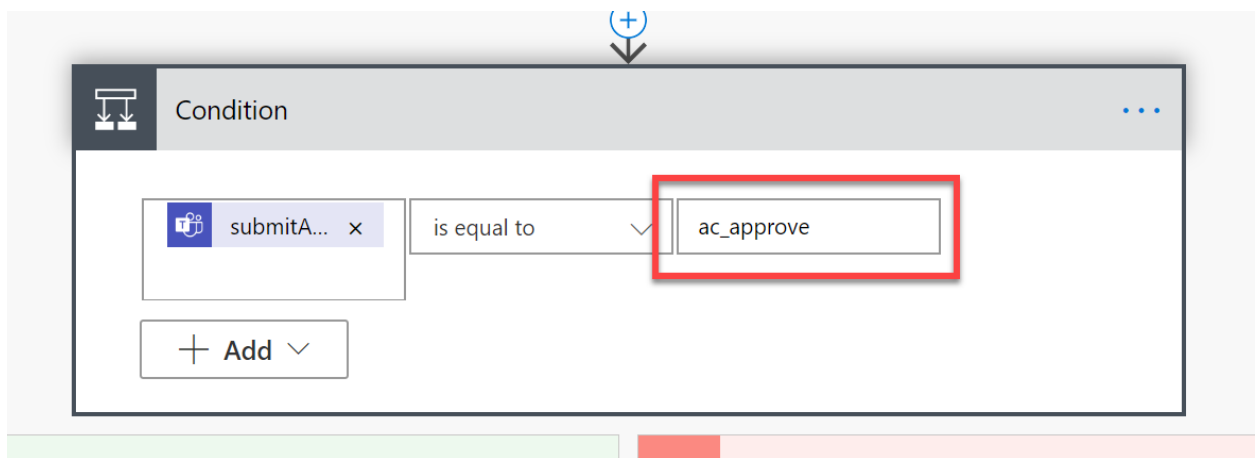 Condition
submitA... × is equal to ac_approve
+ Add